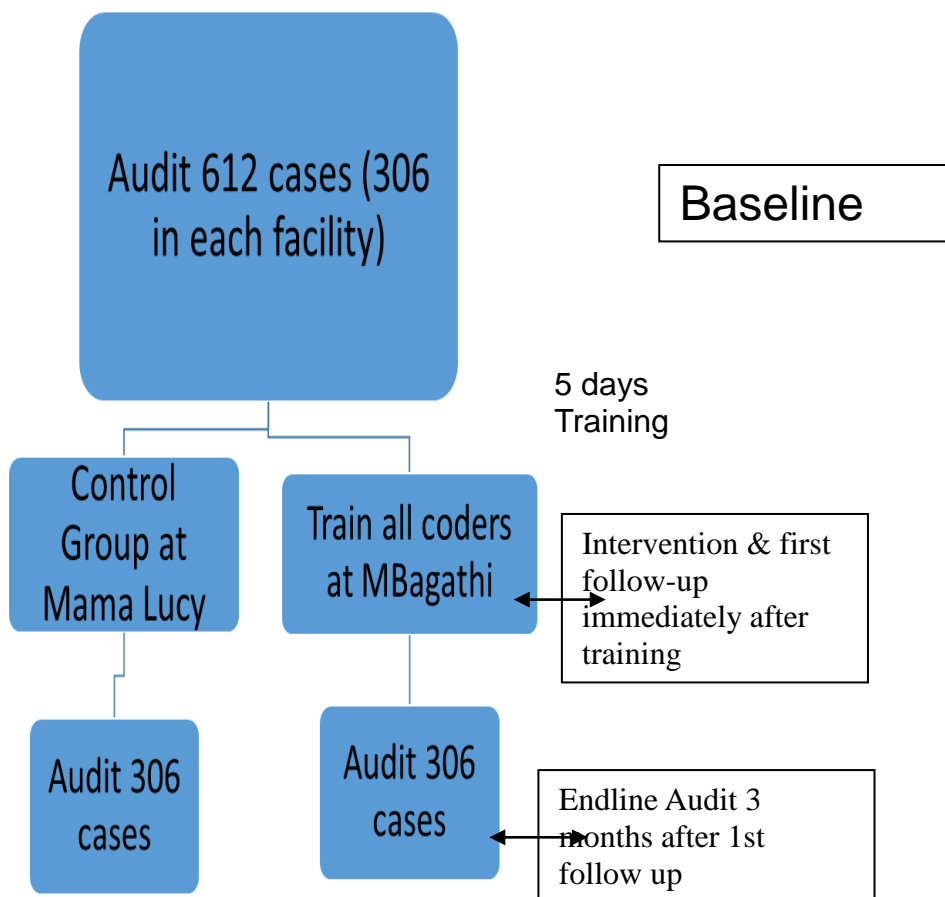 Audit 612 cases (306
in each facility)
Baseline
5 days
Training
Control
Group at
Mama Lucy
Train all coders
at MBagathi
Intervention & first
follow-up
immediately after
training
Audit 306
cases
Audit 306
cases
Endline Audit 3
months after 1st
follow up